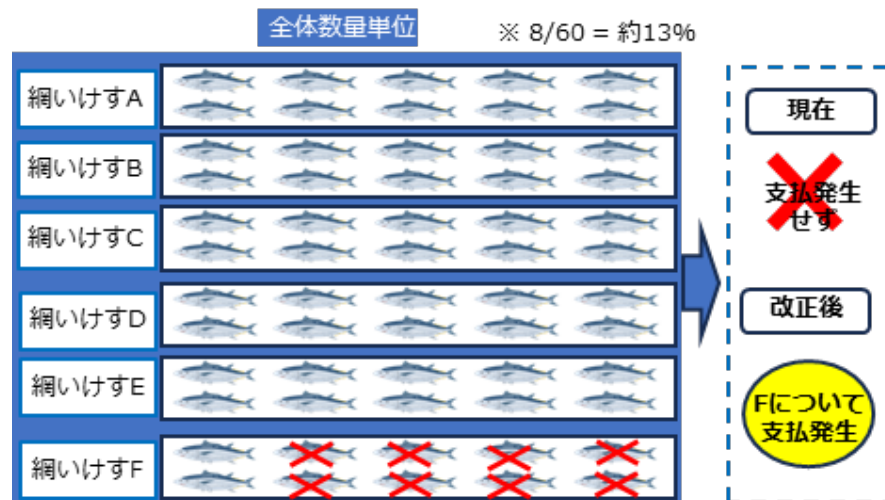 全体数量単位
※ 8/60 = 約13%
網いけすA
網いけすB
網いけすC
網いけすD
網いけすE
網いけすF
現在
支払発生
せず
改正後
Fについて
支払発生